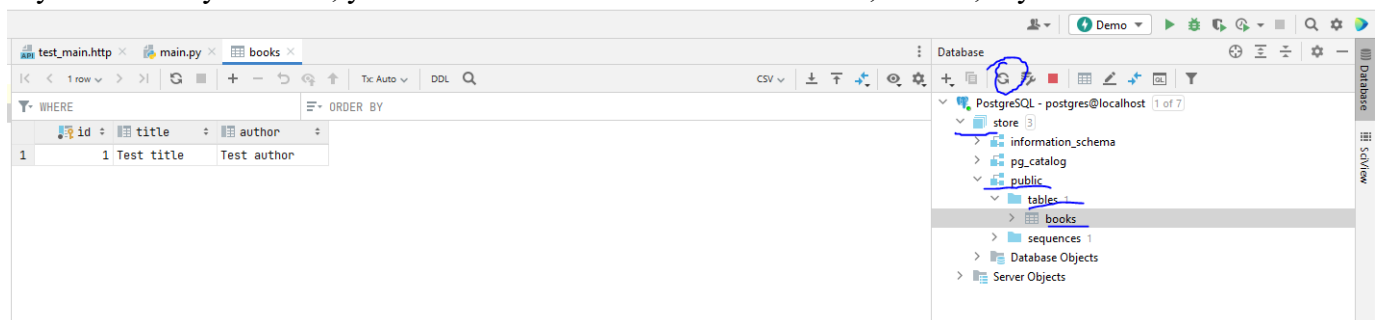 Demo
test_main.http
main.py
books
Database
1 row
Tx: Auto
DDL
CSV
WHERE
ORDER BY
id
title
author
1
1
Test title
Test author
PostgreSQL - postgres@localhost 1 of 7
store 3
information_schema
pg_catalog
public
tables 1
books
sequences 1
Database Objects
Server Objects
Database
SciView